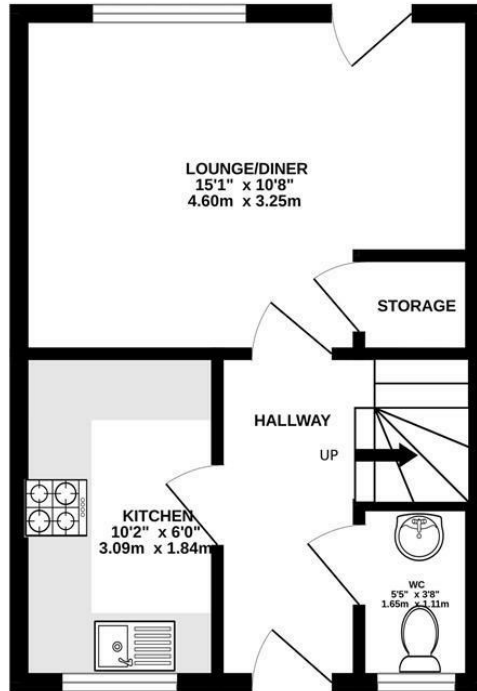 LOUNGE/DINER
15'1" x 10'8"
4.60m x 3.25m
STORAGE
HALLWAY
UP
KITCHEN
10'2" x 6'0"
3.09m x 1.84m
WC
5'5" x 3'8"
1.65m x 1.11m